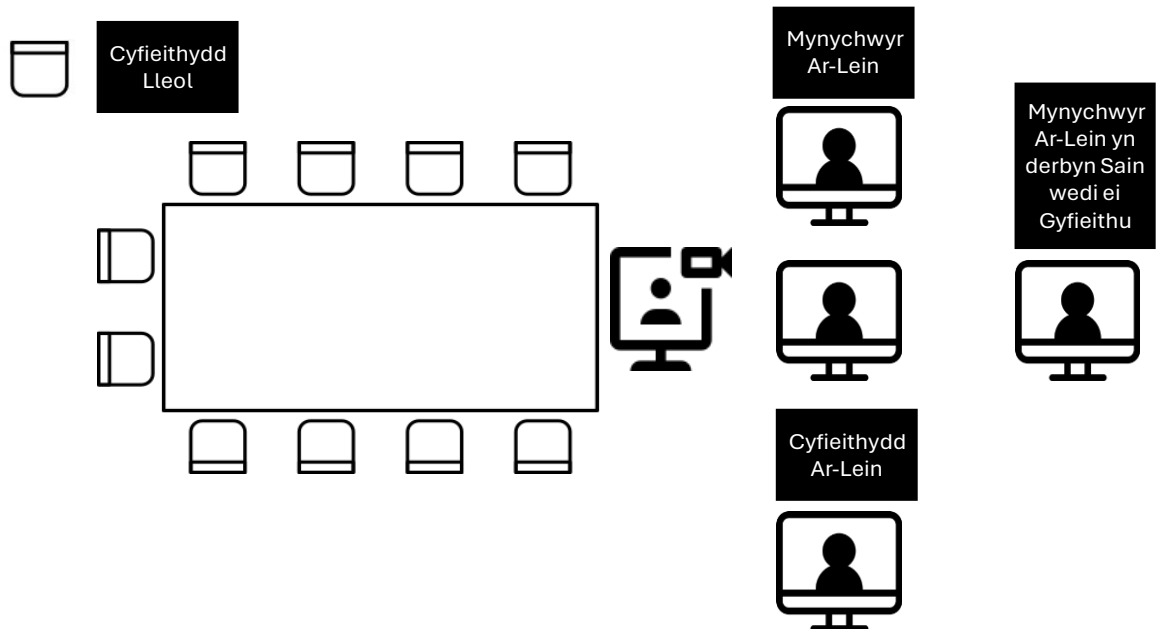 Cyfieithydd
Lleol
Mynychwyr
Ar-Lein
Mynychwyr
Ar-Lein yn
derbyn Sain
wedi ei
Gyfieithu
Cyfieithydd
Ar-Lein